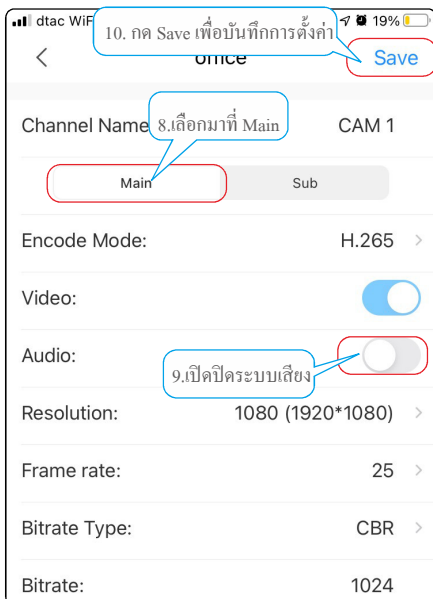 dtac WiF 19%
10. กด Save เพื่อบันทึกการตั้งค่า
office Save
Channel Name CAM 1
8.เลือกมาที่ Main
Main Sub
Encode Mode: H.265
Video:
Audio:
9.เปิดปิดระบบเสียง
Resolution: 1080 (1920*1080)
Frame rate: 25
Bitrate Type: CBR
Bitrate: 1024